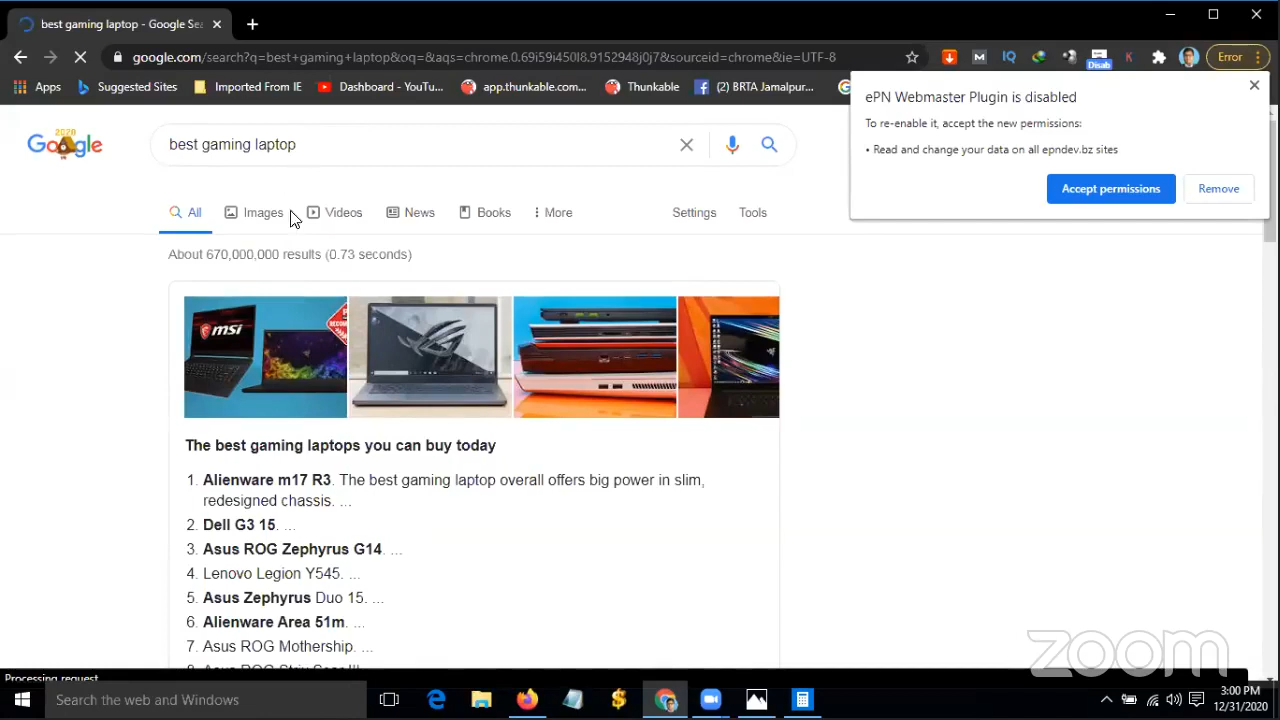 best gaming laptop - Google Sea
google.com/search?q=best+gaming+laptop&oq=&aqs=chrome.0.69i59i450l8.9152948j0j7&sourceid=chrome&ie=UTF-8
Disab
Error
Apps
Suggested Sites
Imported From IE
Dashboard - YouTu...
app.thunkable.com...
Thunkable
(2) BRTA Jamalpur...
ePN Webmaster Plugin is disabled
To re-enable it, accept the new permissions:
• Read and change your data on all epndev.bz sites
Accept permissions
Remove
2020
Google
best gaming laptop
All
Images
Videos
News
Books
More
Settings
Tools
About 670,000,000 results (0.73 seconds)
msi
The best gaming laptops you can buy today
1. Alienware m17 R3. The best gaming laptop overall offers big power in slim,
redesigned chassis. ...
2. Dell G3 15. ...
3. Asus ROG Zephyrus G14. ...
4. Lenovo Legion Y545. ...
5. Asus Zephyrus Duo 15. ...
6. Alienware Area 51m. ...
7. Asus ROG Mothership. ...
zoom
Processing request
Search the web and Windows
3:00 PM
12/31/2020